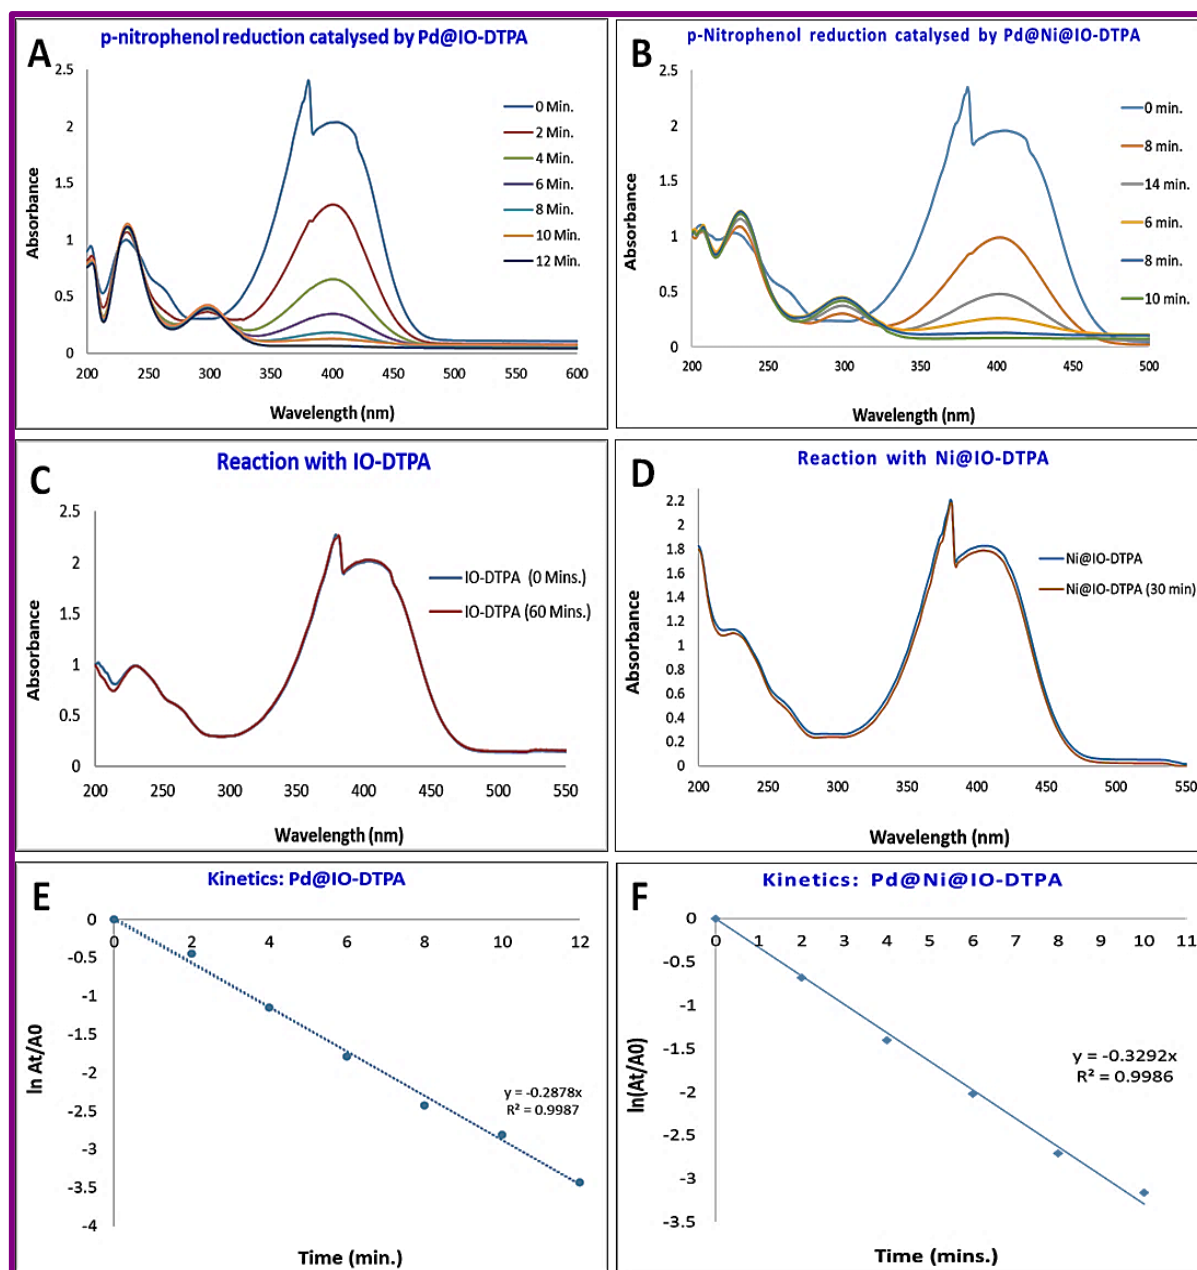 A
p-nitrophenol reduction catalysed by Pd@IO-DTPA
2.5
2
1.5
1
0.5
0
200 250 300 350 400 450 500 550 600
Absorbance
Wavelength (nm)
0 Min.
2 Min.
4 Min.
6 Min.
8 Min.
10 Min.
12 Min.
B
p-Nitrophenol reduction catalysed by Pd@Ni@IO-DTPA
2.5
2
1.5
1
0.5
0
200 250 300 350 400 450 500
Absorbance
Wavelength (nm)
0 min.
8 min.
14 min.
6 min.
8 min.
10 min.
C
Reaction with IO-DTPA
2.5
2
1.5
1
0.5
0
200 250 300 350 400 450 500 550
Absorbance
Wavelength (nm)
IO-DTPA (0 Mins.)
IO-DTPA (60 Mins.)
D
Reaction with Ni@IO-DTPA
2.2
2
1.8
1.6
1.4
1.2
1
0.8
0.6
0.4
0.2
0
200 250 300 350 400 450 500 550
Absorbance
Wavelength (nm)
Ni@IO-DTPA
Ni@IO-DTPA (30 min)
E
Kinetics: Pd@IO-DTPA
0
-0.5
-1
-1.5
-2
-2.5
-3
-3.5
-4
0 2 4 6 8 10 12
ln At/A0
Time (min.)
y = -0.2878x
R² = 0.9987
F
Kinetics: Pd@Ni@IO-DTPA
0
-0.5
-1
-1.5
-2
-2.5
-3
-3.5
0 1 2 3 4 5 6 7 8 9 10 11
ln(At/A0)
Time (mins.)
y = -0.3292x
R² = 0.9986